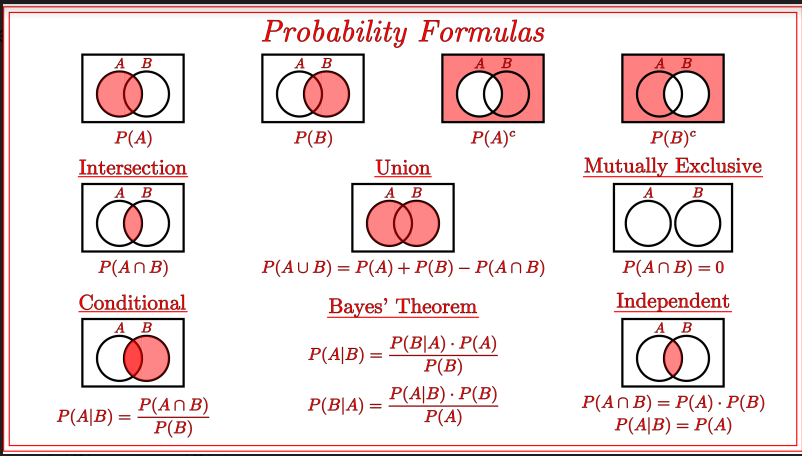 Probability Formulas
A B
A B
A B
A B
P(A)
P(B)
P(A)ᶜ
P(B)ᶜ
Intersection
Union
Mutually Exclusive
A B
A B
A B
P(A ∩ B)
P(A ∪ B) = P(A) + P(B) − P(A ∩ B)
P(A ∩ B) = 0
Conditional
Bayes' Theorem
Independent
A B
A B
P(A|B) = P(A ∩ B) / P(B)
P(A|B) = P(B|A) · P(A) / P(B)
P(B|A) = P(A|B) · P(B) / P(A)
P(A ∩ B) = P(A) · P(B)
P(A|B) = P(A)